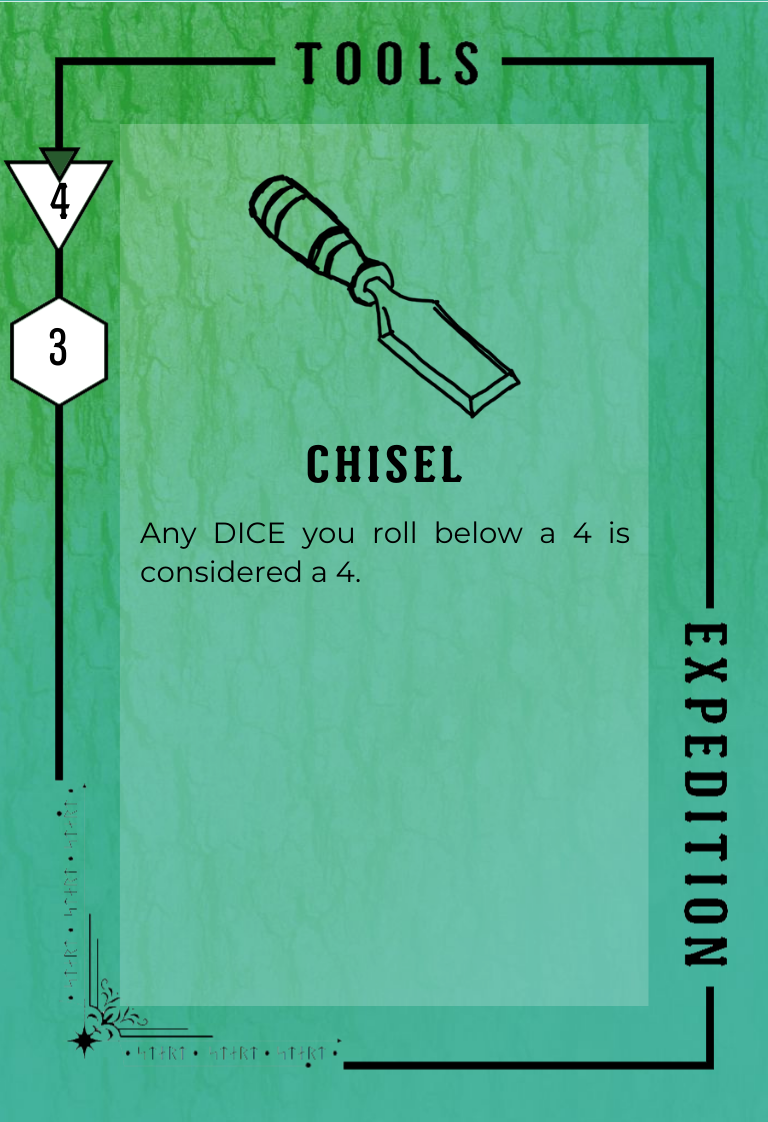 TOOLS
4
3
CHISEL
Any DICE you roll below a 4 is
considered a 4.
EXPEDITION